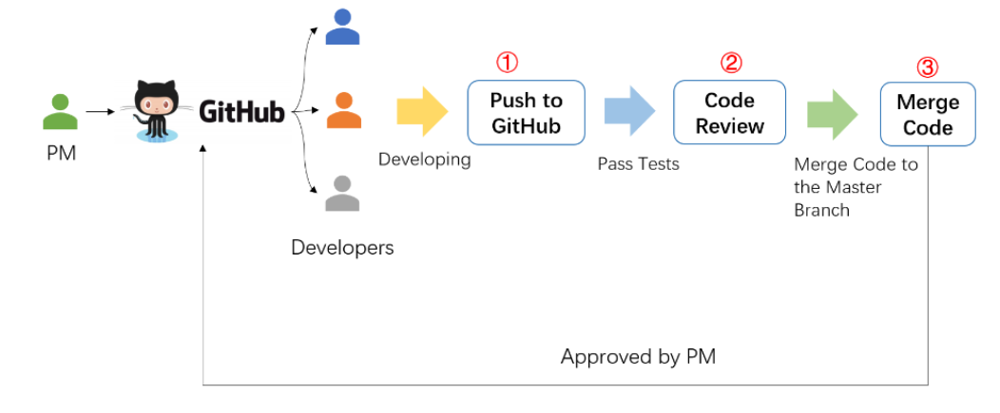 PM
GitHub
Developers
Developing
①
Push to
GitHub
Pass Tests
②
Code
Review
Merge Code to
the Master
Branch
③
Merge
Code
Approved by PM